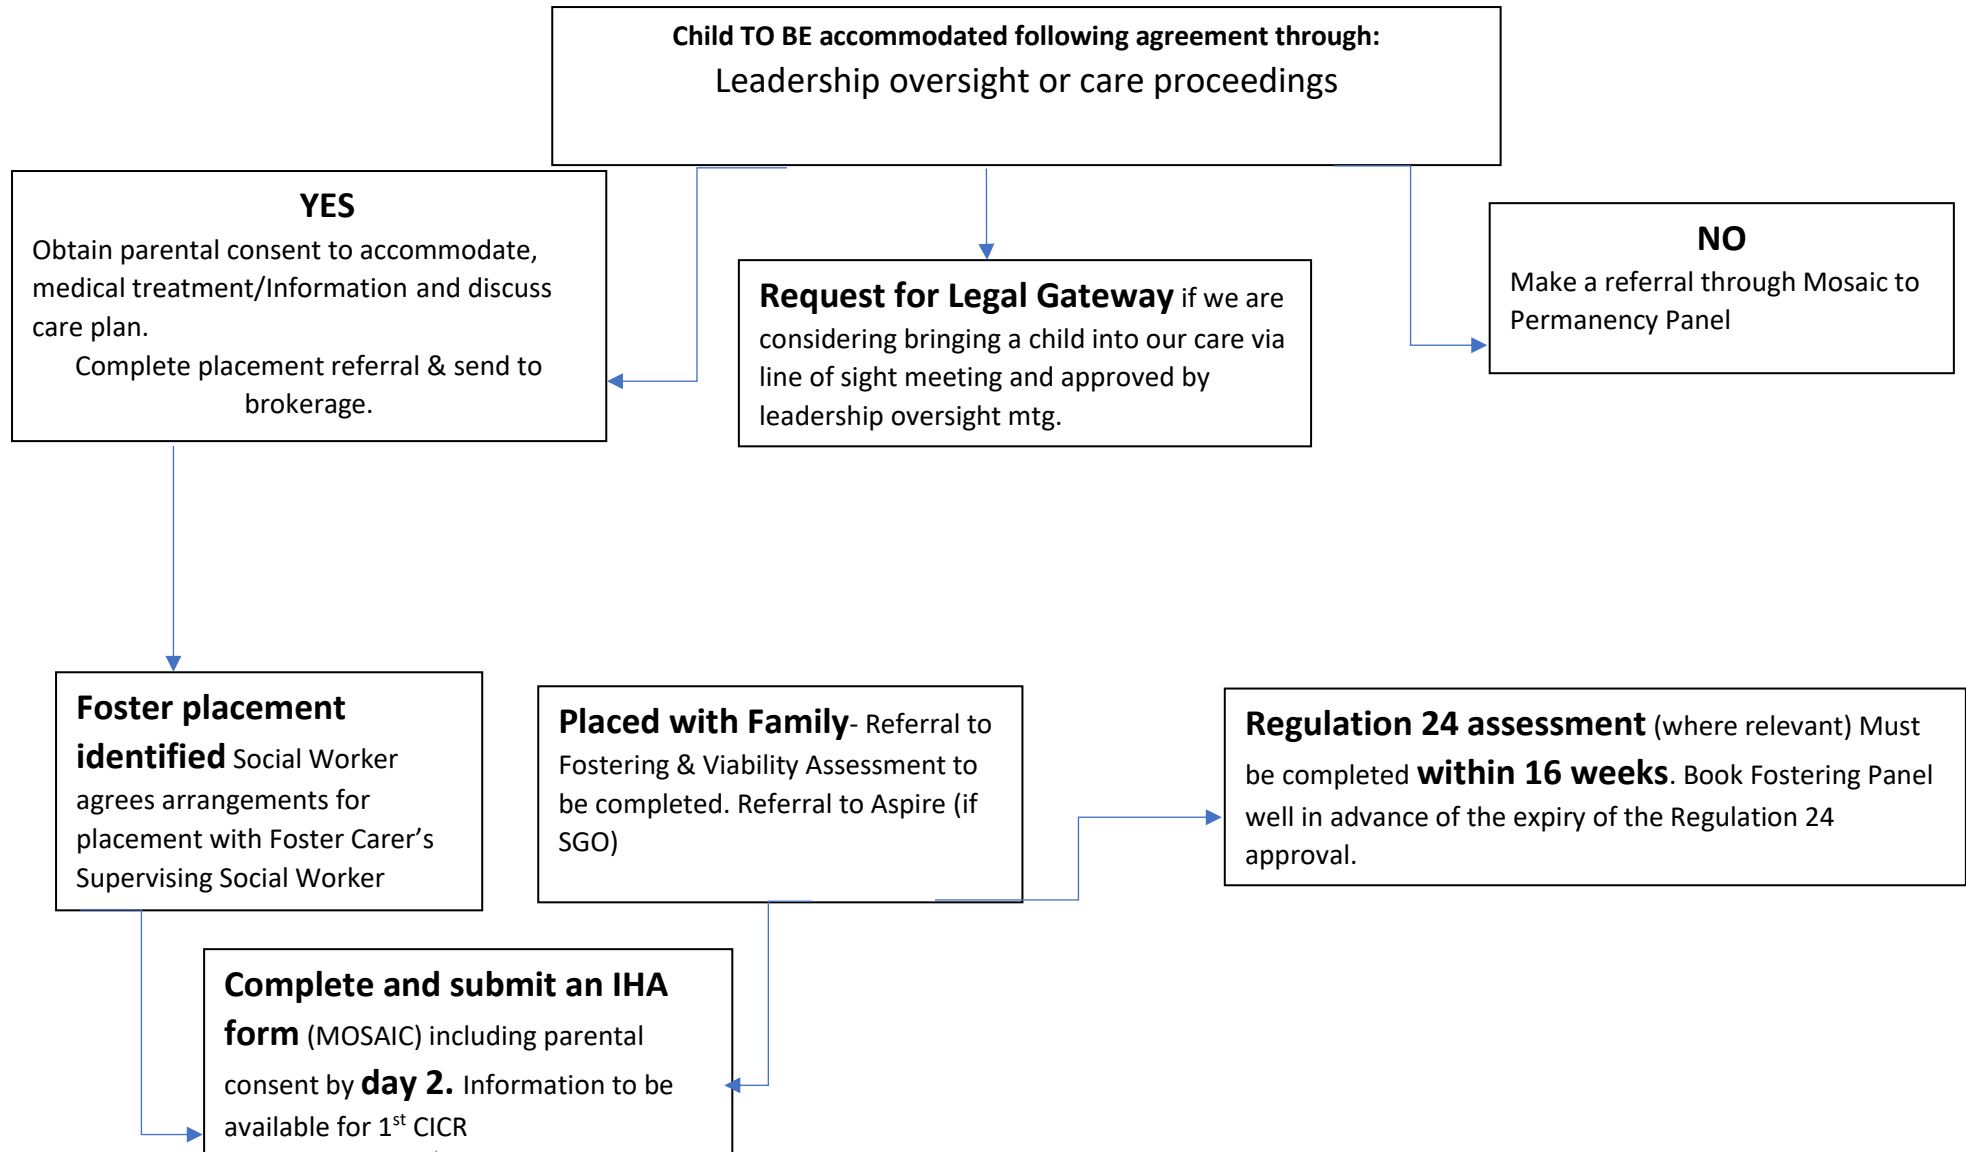 Child TO BE accommodated following agreement through:
Leadership oversight or care proceedings
YES
Obtain parental consent to accommodate,
medical treatment/Information and discuss
care plan.
Complete placement referral & send to
brokerage.
Request for Legal Gateway if we are
considering bringing a child into our care via
line of sight meeting and approved by
leadership oversight mtg.
NO
Make a referral through Mosaic to
Permanency Panel
Foster placement
identified Social Worker
agrees arrangements for
placement with Foster Carer’s
Supervising Social Worker
Placed with Family- Referral to
Fostering & Viability Assessment to
be completed. Referral to Aspire (if
SGO)
Regulation 24 assessment (where relevant) Must
be completed within 16 weeks. Book Fostering Panel
well in advance of the expiry of the Regulation 24
approval.
Complete and submit an IHA
form (MOSAIC) including parental
consent by day 2. Information to be
available for 1st CICR